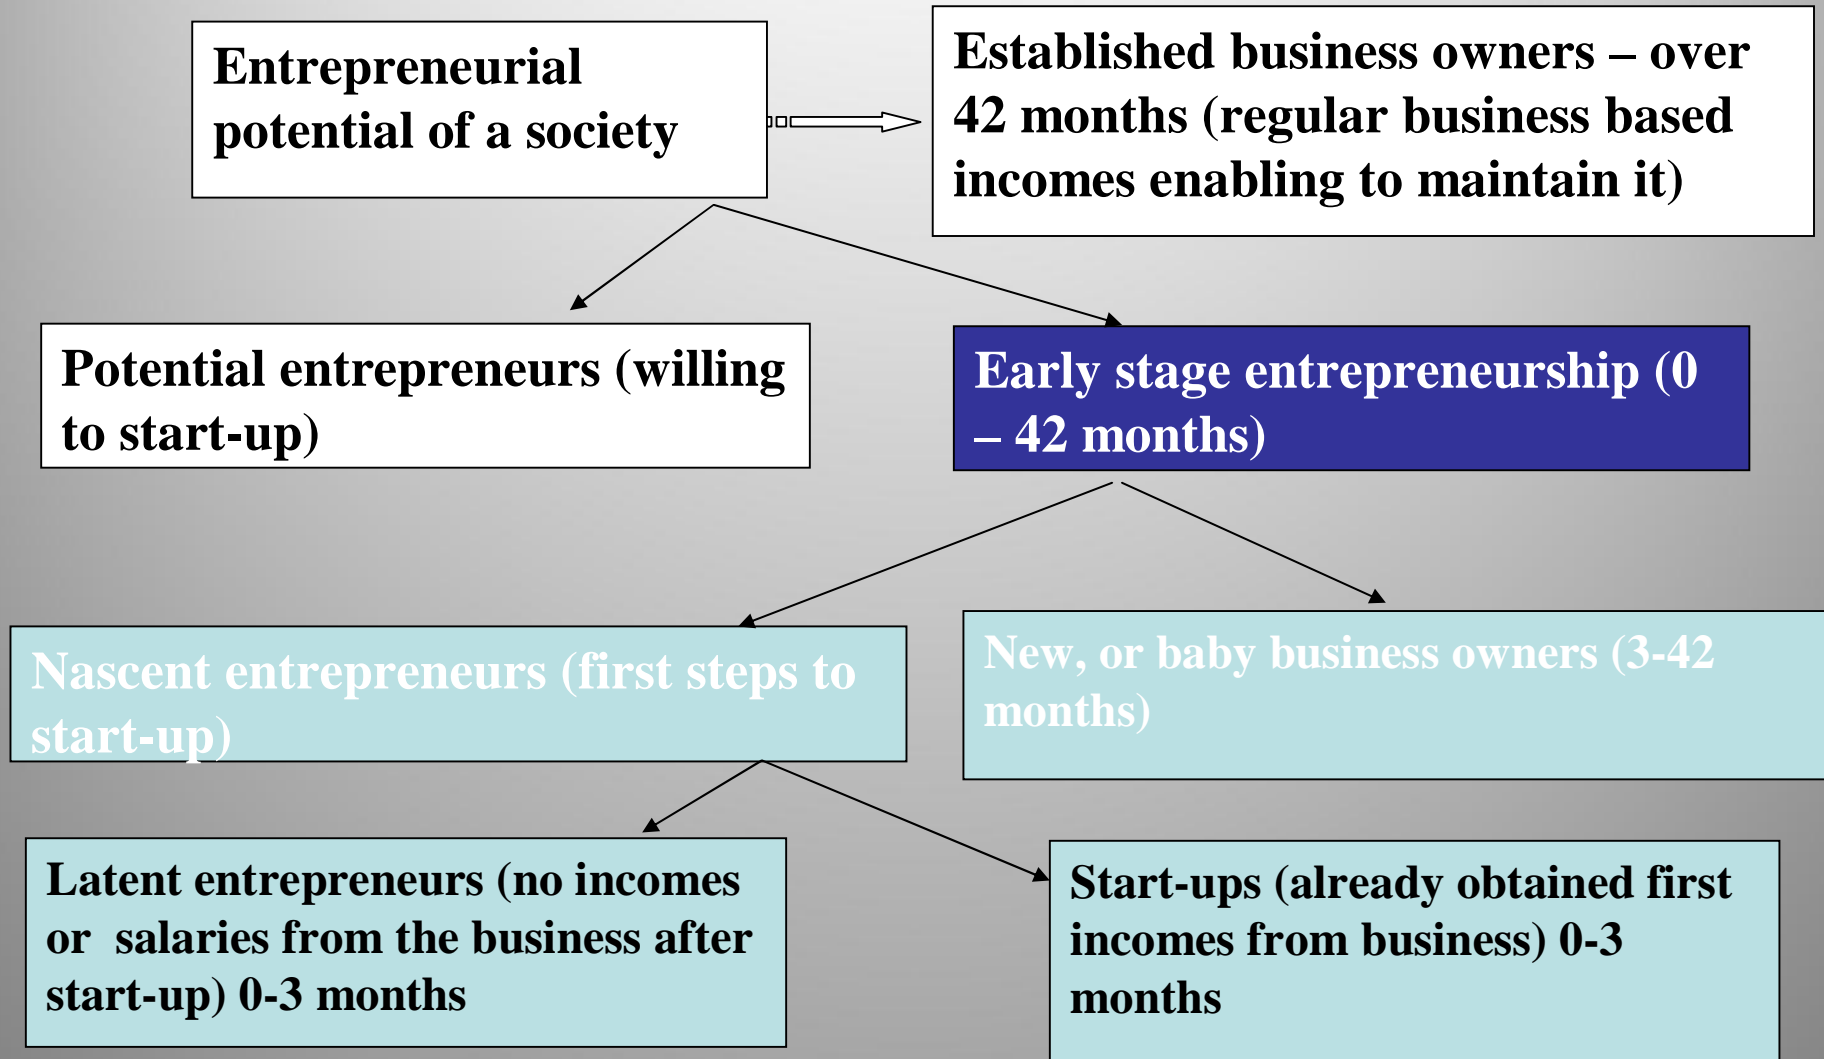 Entrepreneurial
potential of a society
Established business owners – over
42 months (regular business based
incomes enabling to maintain it)
Potential entrepreneurs (willing
to start-up)
Early stage entrepreneurship (0
– 42 months)
Nascent entrepreneurs (first steps to
start-up)
New, or baby business owners (3-42
months)
Latent entrepreneurs (no incomes
or salaries from the business after
start-up) 0-3 months
Start-ups (already obtained first
incomes from business) 0-3
months